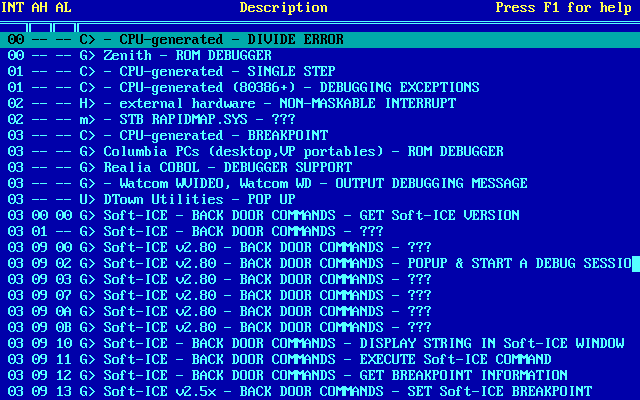 INT AH AL Description Press F1 for help
00 -- -- C> - CPU-generated - DIVIDE ERROR
00 -- -- G> Zenith - ROM DEBUGGER
01 -- -- C> - CPU-generated - SINGLE STEP
01 -- -- C> - CPU-generated (80386+) - DEBUGGING EXCEPTIONS
02 -- -- H> - external hardware - NON-MASKABLE INTERRUPT
02 -- -- m> - STB RAPIDMAP.SYS - ???
03 -- -- C> - CPU-generated - BREAKPOINT
03 -- -- G> Columbia PCs (desktop,VP portables) - ROM DEBUGGER
03 -- -- G> Realia COBOL - DEBUGGER SUPPORT
03 -- -- G> - Watcom WVIDEO, Watcom WD - OUTPUT DEBUGGING MESSAGE
03 -- -- U> DTown Utilities - POP UP
03 00 00 G> Soft-ICE - BACK DOOR COMMANDS - GET Soft-ICE VERSION
03 01 -- G> Soft-ICE - BACK DOOR COMMANDS - ???
03 09 00 G> Soft-ICE v2.80 - BACK DOOR COMMANDS - ???
03 09 02 G> Soft-ICE v2.80 - BACK DOOR COMMANDS - POPUP & START A DEBUG SESSIO
03 09 03 G> Soft-ICE v2.80 - BACK DOOR COMMANDS - ???
03 09 07 G> Soft-ICE v2.80 - BACK DOOR COMMANDS - ???
03 09 0A G> Soft-ICE v2.80 - BACK DOOR COMMANDS - ???
03 09 0B G> Soft-ICE v2.80 - BACK DOOR COMMANDS - ???
03 09 10 G> Soft-ICE - BACK DOOR COMMANDS - DISPLAY STRING IN Soft-ICE WINDOW
03 09 11 G> Soft-ICE - BACK DOOR COMMANDS - EXECUTE Soft-ICE COMMAND
03 09 12 G> Soft-ICE - BACK DOOR COMMANDS - GET BREAKPOINT INFORMATION
03 09 13 G> Soft-ICE v2.5x - BACK DOOR COMMANDS - SET Soft-ICE BREAKPOINT